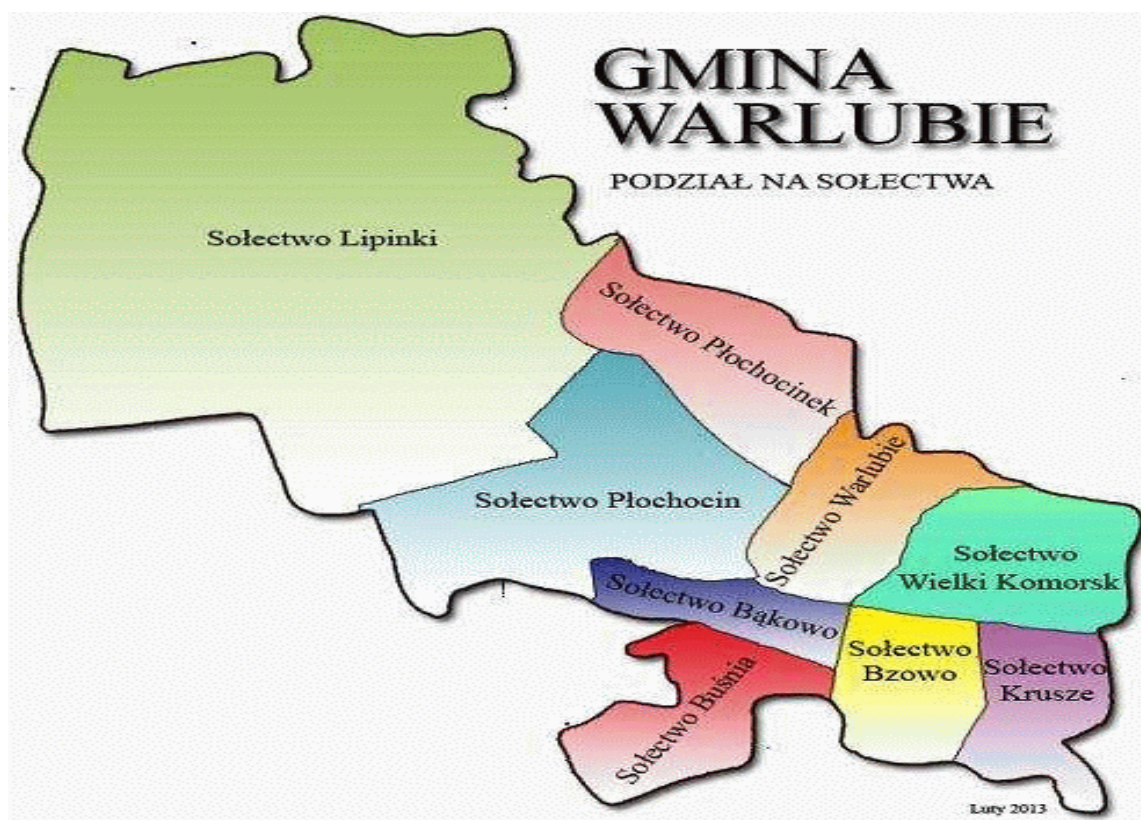 GMINA
WARLUBIE
PODZIAŁ NA SOŁECTWA
Sołectwo Lipinki
Sołectwo Płochocinek
Sołectwo Płochocin
Sołectwo Warlubie
Sołectwo
Wielki Komorsk
Sołectwo Bąkowo
Sołectwo
Bzowo
Sołectwo
Krusze
Sołectwo Buśnia
Luty 2013